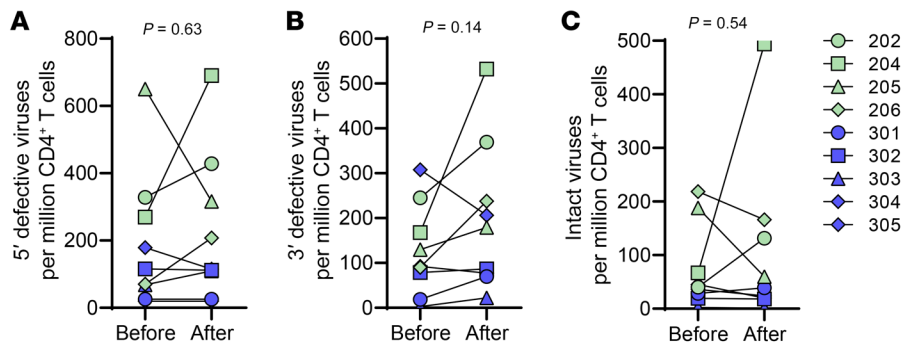 A
P = 0.63
5′ defective viruses
per million CD4⁺ T cells
800
600
400
200
0
Before After
B
P = 0.14
3′ defective viruses
per million CD4⁺ T cells
600
500
400
300
200
100
0
Before After
C
P = 0.54
Intact viruses
per million CD4⁺ T cells
500
400
300
200
100
0
Before After
202
204
205
206
301
302
303
304
305